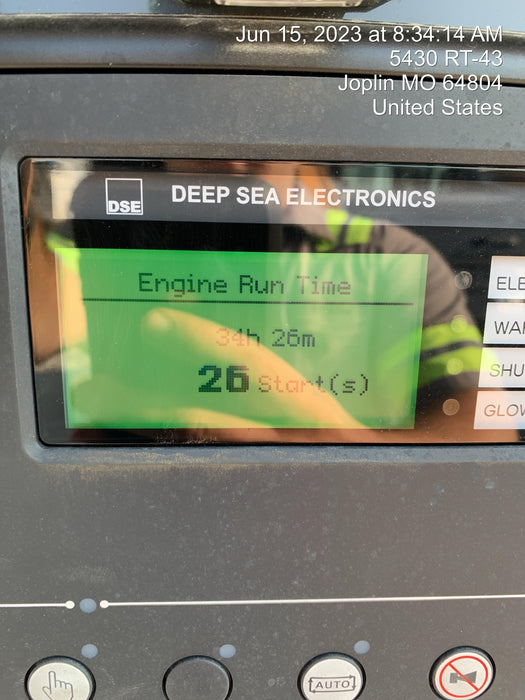 Jun 15, 2023 at 8:34:14 AM
5430 RT-43
Joplin MO 64804
United States
DSE
DEEP SEA ELECTRONICS
Engine Run Time
34h 26m
26 Start(s)
ELE
WAR
SHU
GLOW
AUTO